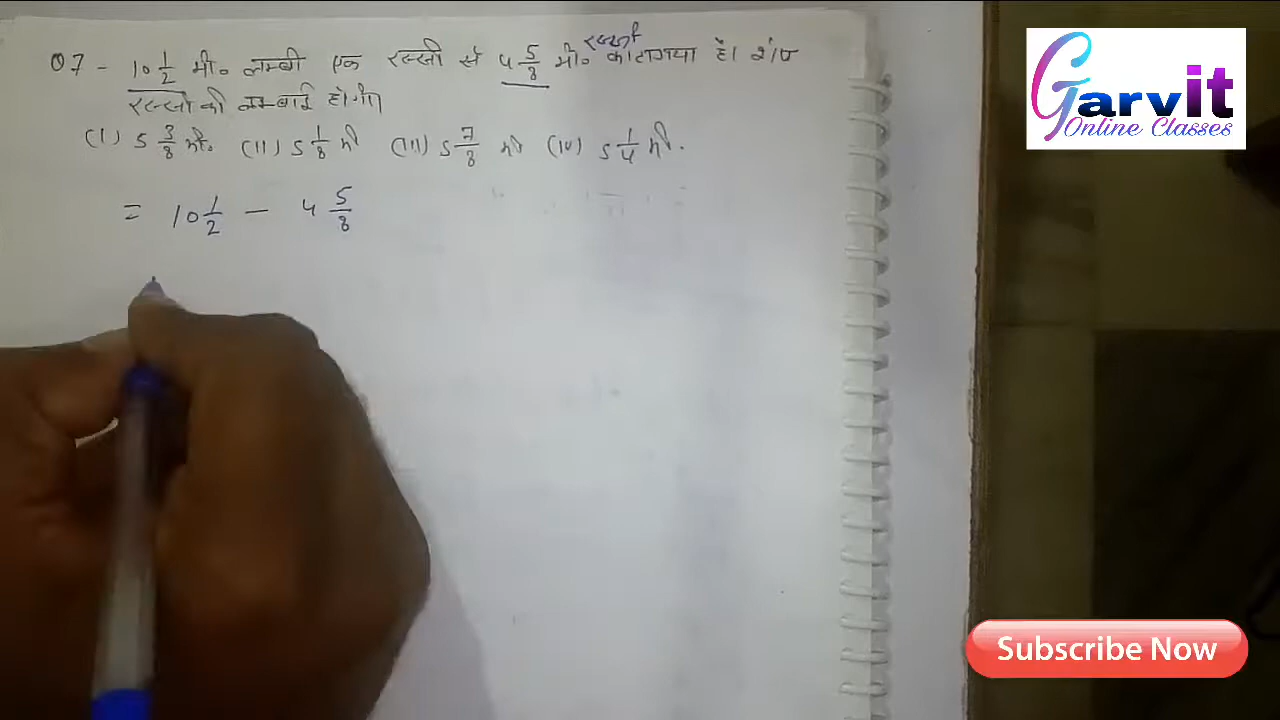 07 - 10 1/2 मी० लम्बी एक रस्सी से 4 5/8 मी० रस्सी काटा गया है। शेष
रस्सी की लम्बाई होगी।
(I) 5 3/8 मी० (II) 5 1/8 मी (III) 5 7/8 मी (IV) 5 1/4 मी.
= 10 1/2 - 4 5/8
Garvit
Online Classes
Subscribe Now